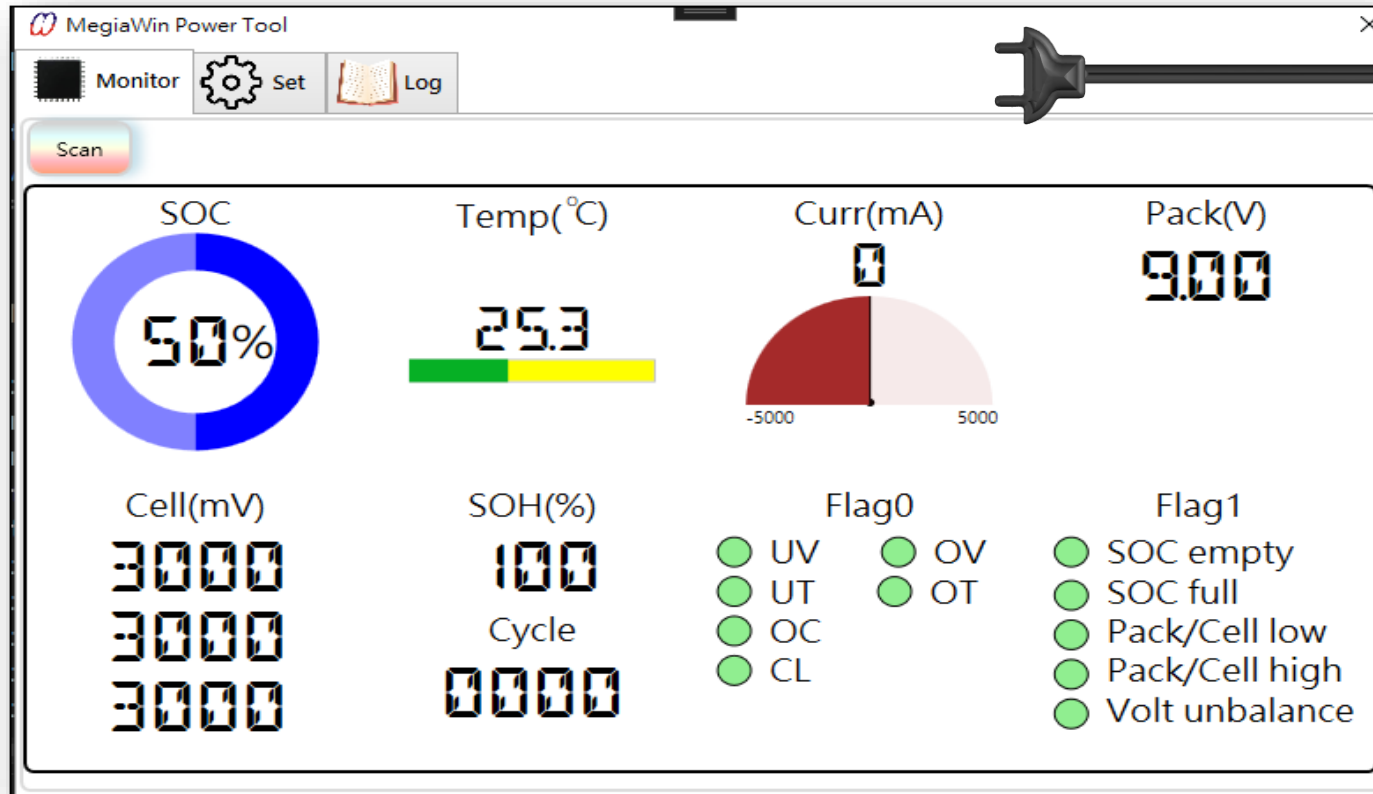 MegiaWin Power Tool
Monitor Set Log
Scan
SOC Temp(℃) Curr(mA) Pack(V)
50% 25.3 0 9.00
-5000 5000
Cell(mV) SOH(%) Flag0 Flag1
3000 100 UV OV SOC empty
UT OT SOC full
3000 Cycle OC Pack/Cell low
CL Pack/Cell high
3000 0000 Volt unbalance